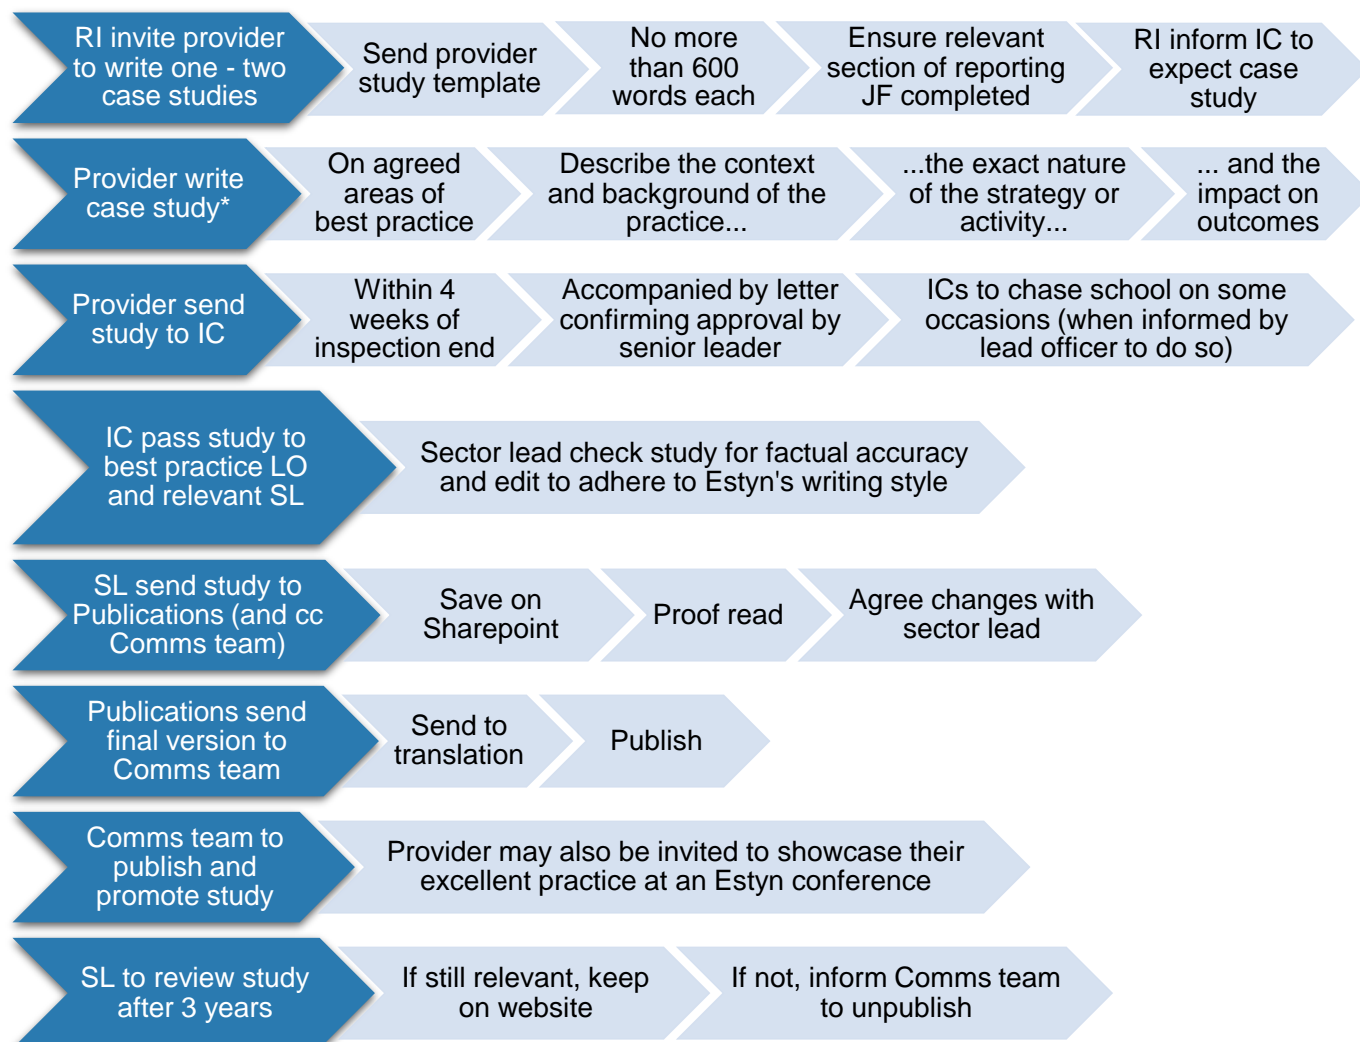 RI invite provider
to write one - two
case studies
Send provider
study template
No more
than 600
words each
Ensure relevant
section of reporting
JF completed
RI inform IC to
expect case
study
Provider write
case study*
On agreed
areas of
best practice
Describe the context
and background of the
practice...
...the exact nature
of the strategy or
activity...
... and the
impact on
outcomes
Provider send
study to IC
Within 4
weeks of
inspection end
Accompanied by letter
confirming approval by
senior leader
ICs to chase school on some
occasions (when informed by
lead officer to do so)
IC pass study to
best practice LO
and relevant SL
Sector lead check study for factual accuracy
and edit to adhere to Estyn's writing style
SL send study to
Publications (and cc
Comms team)
Save on
Sharepoint
Proof read
Agree changes with
sector lead
Publications send
final version to
Comms team
Send to
translation
Publish
Comms team to
publish and
promote study
Provider may also be invited to showcase their
excellent practice at an Estyn conference
SL to review study
after 3 years
If still relevant, keep
on website
If not, inform Comms team
to unpublish